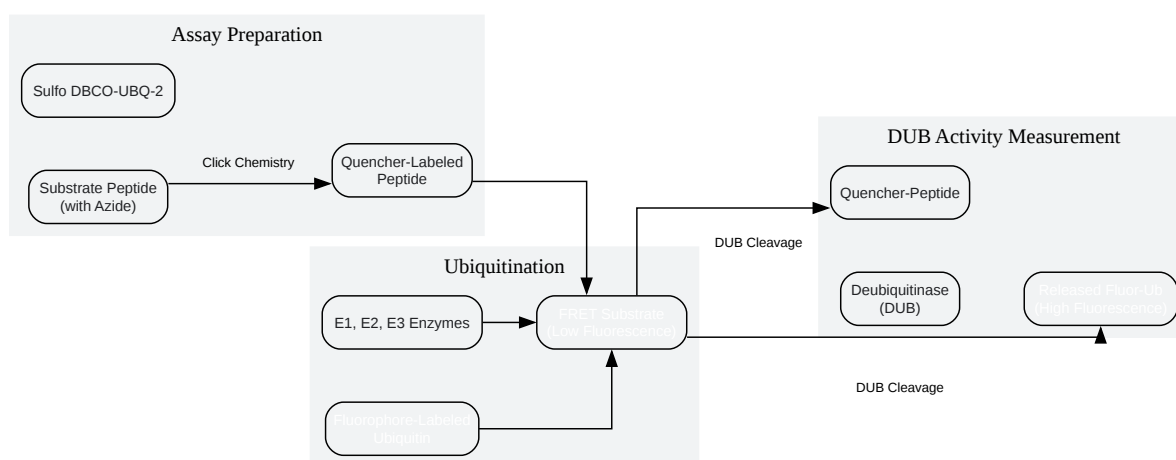 Assay Preparation
Sulfo DBCO-UBQ-2
Substrate Peptide
(with Azide)
Click Chemistry
Quencher-Labeled
Peptide
Ubiquitination
E1, E2, E3 Enzymes
FRET Substrate
(Low Fluorescence)
Fluorophore-Labeled
Ubiquitin
DUB Cleavage
DUB Activity Measurement
Quencher-Peptide
Deubiquitinase
(DUB)
Released Fluor-Ub
(High Fluorescence)
DUB Cleavage